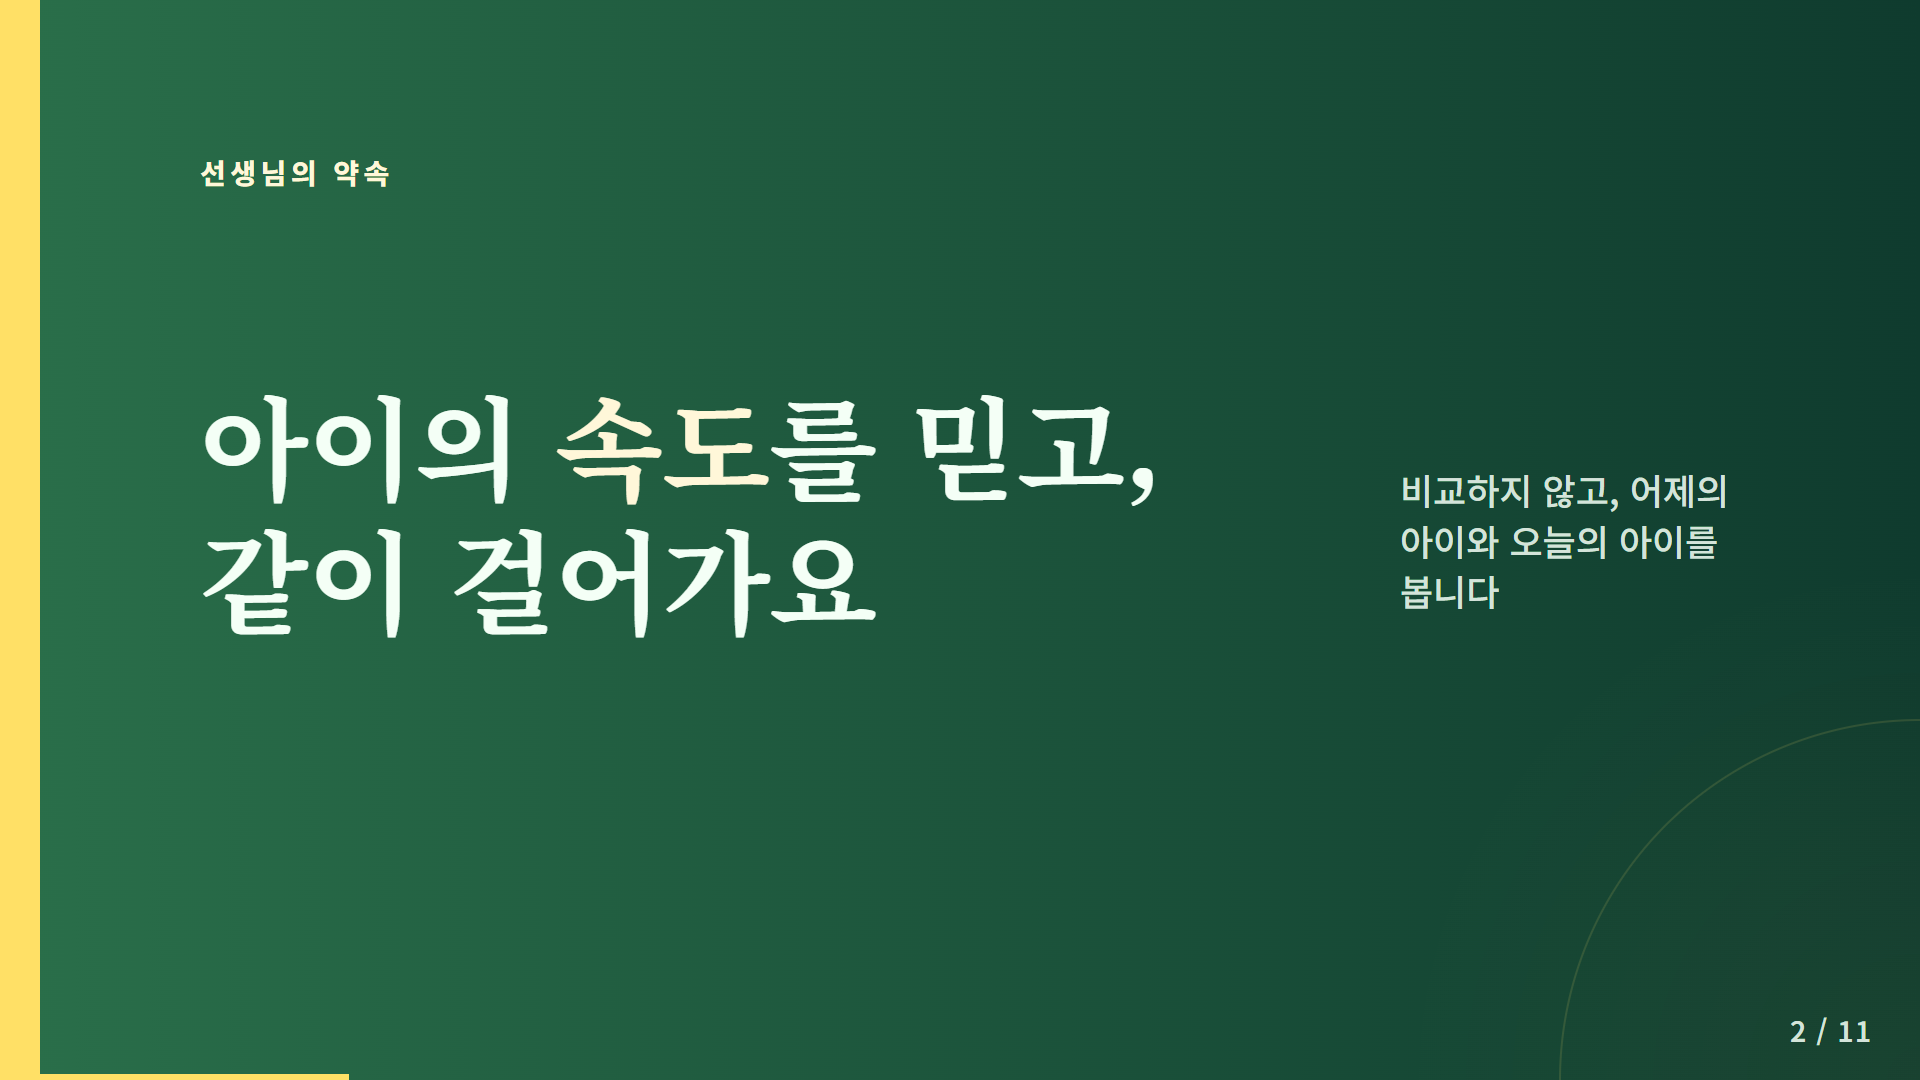 선생님의 약속
아이의 속도를 믿고,
같이 걸어가요
비교하지 않고, 어제의
아이와 오늘의 아이를
봅니다
2 / 11